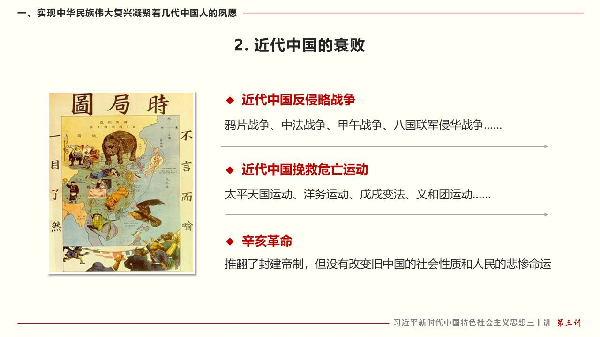 一、实现中华民族伟大复兴凝聚着几代中国人的夙愿
2. 近代中国的衰败
圖局時
不言而喻
一目了然
近代中国反侵略战争
鸦片战争、中法战争、甲午战争、八国联军侵华战争……
近代中国挽救危亡运动
太平天国运动、洋务运动、戊戌变法、义和团运动……
辛亥革命
推翻了封建帝制，但没有改变旧中国的社会性质和人民的悲惨命运
习近平新时代中国特色社会主义思想三十讲 第三讲